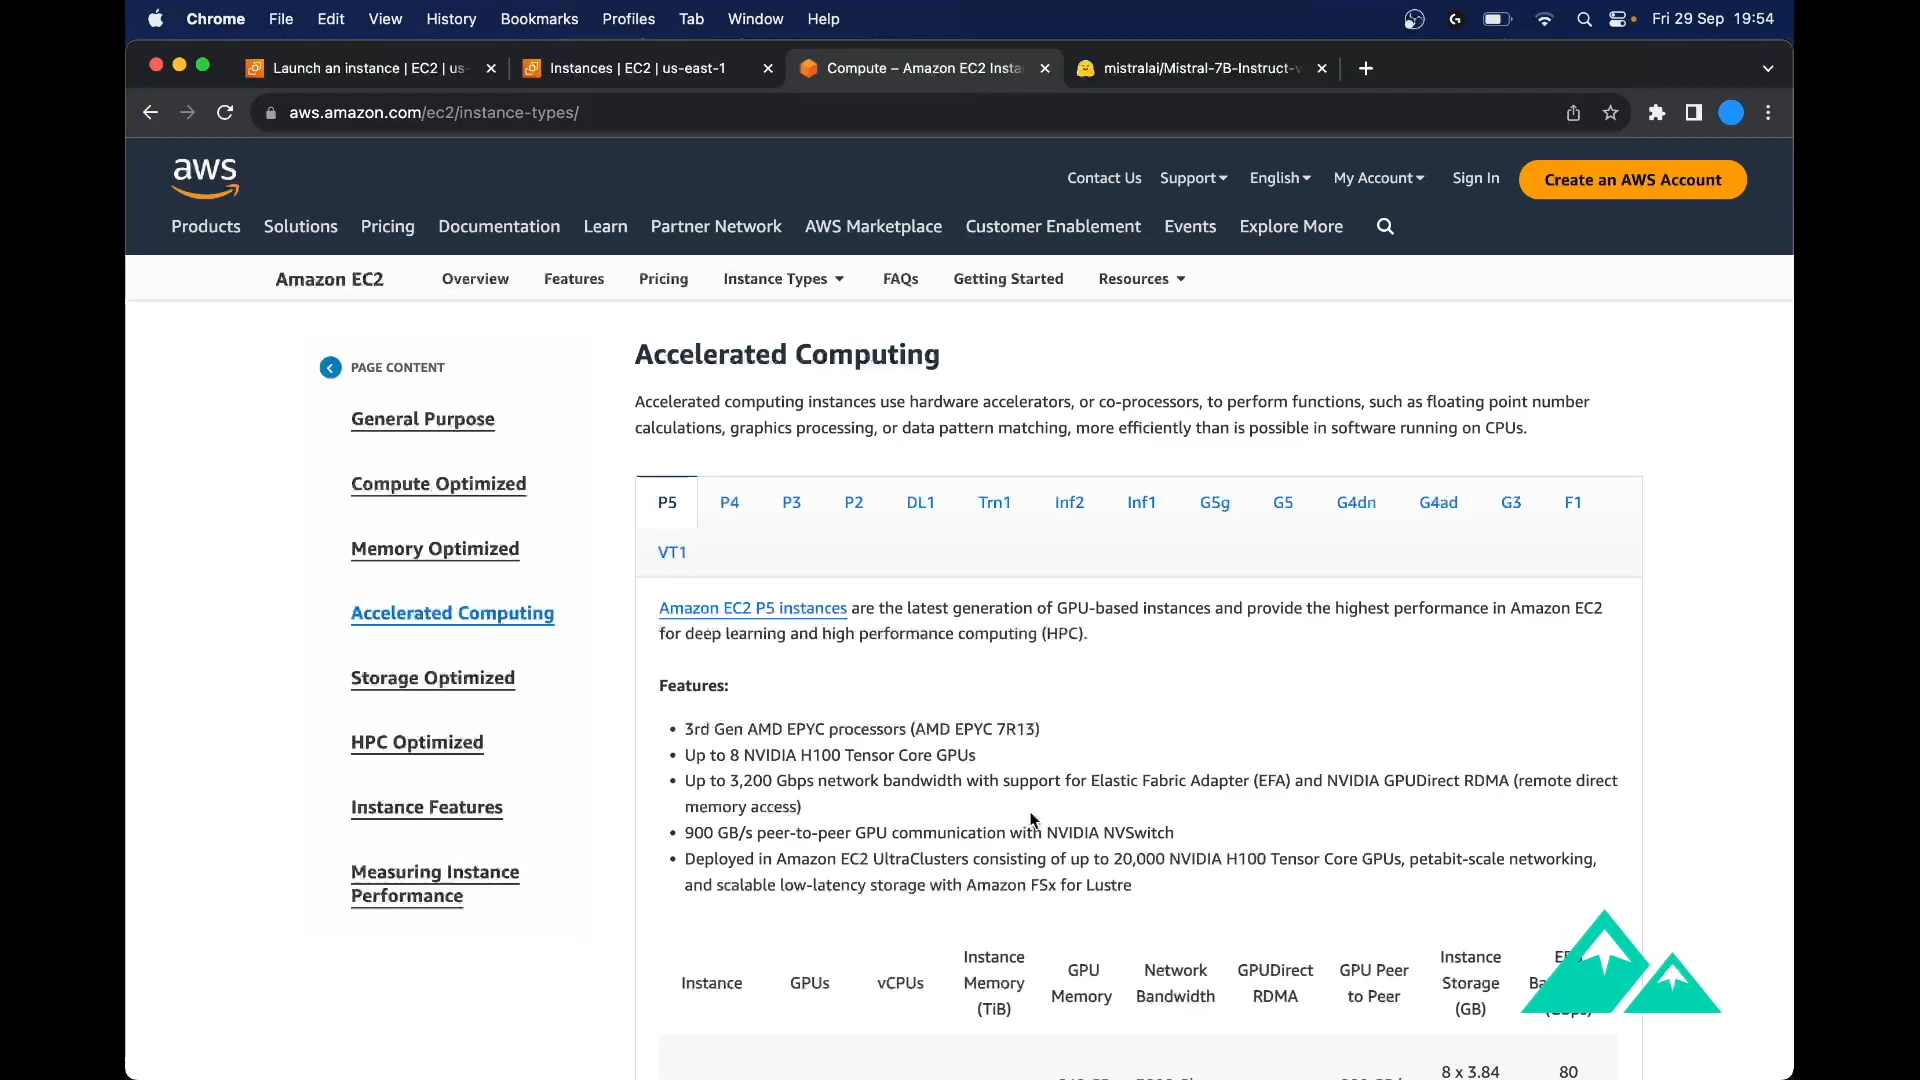 Chrome File Edit View History Bookmarks Profiles Tab Window Help Fri 29 Sep 19:54
Launch an instance | EC2 | us- Instances | EC2 | us-east-1 Compute – Amazon EC2 Insta mistralai/Mistral-7B-Instruct-v
aws.amazon.com/ec2/instance-types/
aws
Contact Us Support English My Account Sign In Create an AWS Account
Products Solutions Pricing Documentation Learn Partner Network AWS Marketplace Customer Enablement Events Explore More
Amazon EC2 Overview Features Pricing Instance Types FAQs Getting Started Resources
PAGE CONTENT
General Purpose
Compute Optimized
Memory Optimized
Accelerated Computing
Storage Optimized
HPC Optimized
Instance Features
Measuring Instance
Performance
Accelerated Computing
Accelerated computing instances use hardware accelerators, or co-processors, to perform functions, such as floating point number
calculations, graphics processing, or data pattern matching, more efficiently than is possible in software running on CPUs.
P5 P4 P3 P2 DL1 Trn1 Inf2 Inf1 G5g G5 G4dn G4ad G3 F1
VT1
Amazon EC2 P5 instances are the latest generation of GPU-based instances and provide the highest performance in Amazon EC2
for deep learning and high performance computing (HPC).
Features:
• 3rd Gen AMD EPYC processors (AMD EPYC 7R13)
• Up to 8 NVIDIA H100 Tensor Core GPUs
• Up to 3,200 Gbps network bandwidth with support for Elastic Fabric Adapter (EFA) and NVIDIA GPUDirect RDMA (remote direct
memory access)
• 900 GB/s peer-to-peer GPU communication with NVIDIA NVSwitch
• Deployed in Amazon EC2 UltraClusters consisting of up to 20,000 NVIDIA H100 Tensor Core GPUs, petabit-scale networking,
and scalable low-latency storage with Amazon FSx for Lustre
Instance
GPUs
vCPUs
Instance
Memory
(TiB)
GPU
Memory
Network
Bandwidth
GPUDirect
RDMA
GPU Peer
to Peer
Instance
Storage
(GB)
8 x 3.84 80